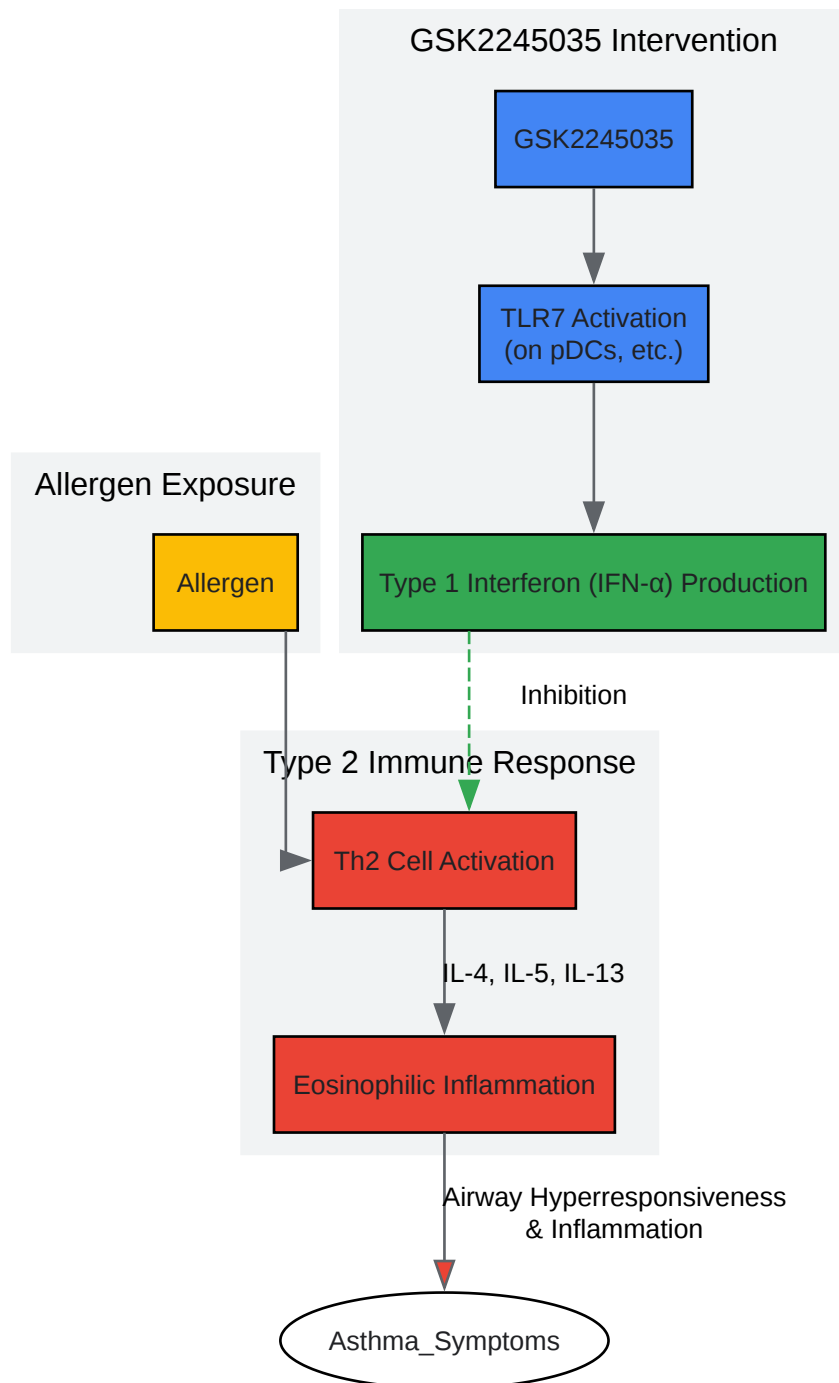 GSK2245035 Intervention
GSK2245035
TLR7 Activation
(on pDCs, etc.)
Allergen Exposure
Allergen
Type 1 Interferon (IFN-α) Production
Inhibition
Type 2 Immune Response
Th2 Cell Activation
IL-4, IL-5, IL-13
Eosinophilic Inflammation
Airway Hyperresponsiveness
& Inflammation
Asthma_Symptoms